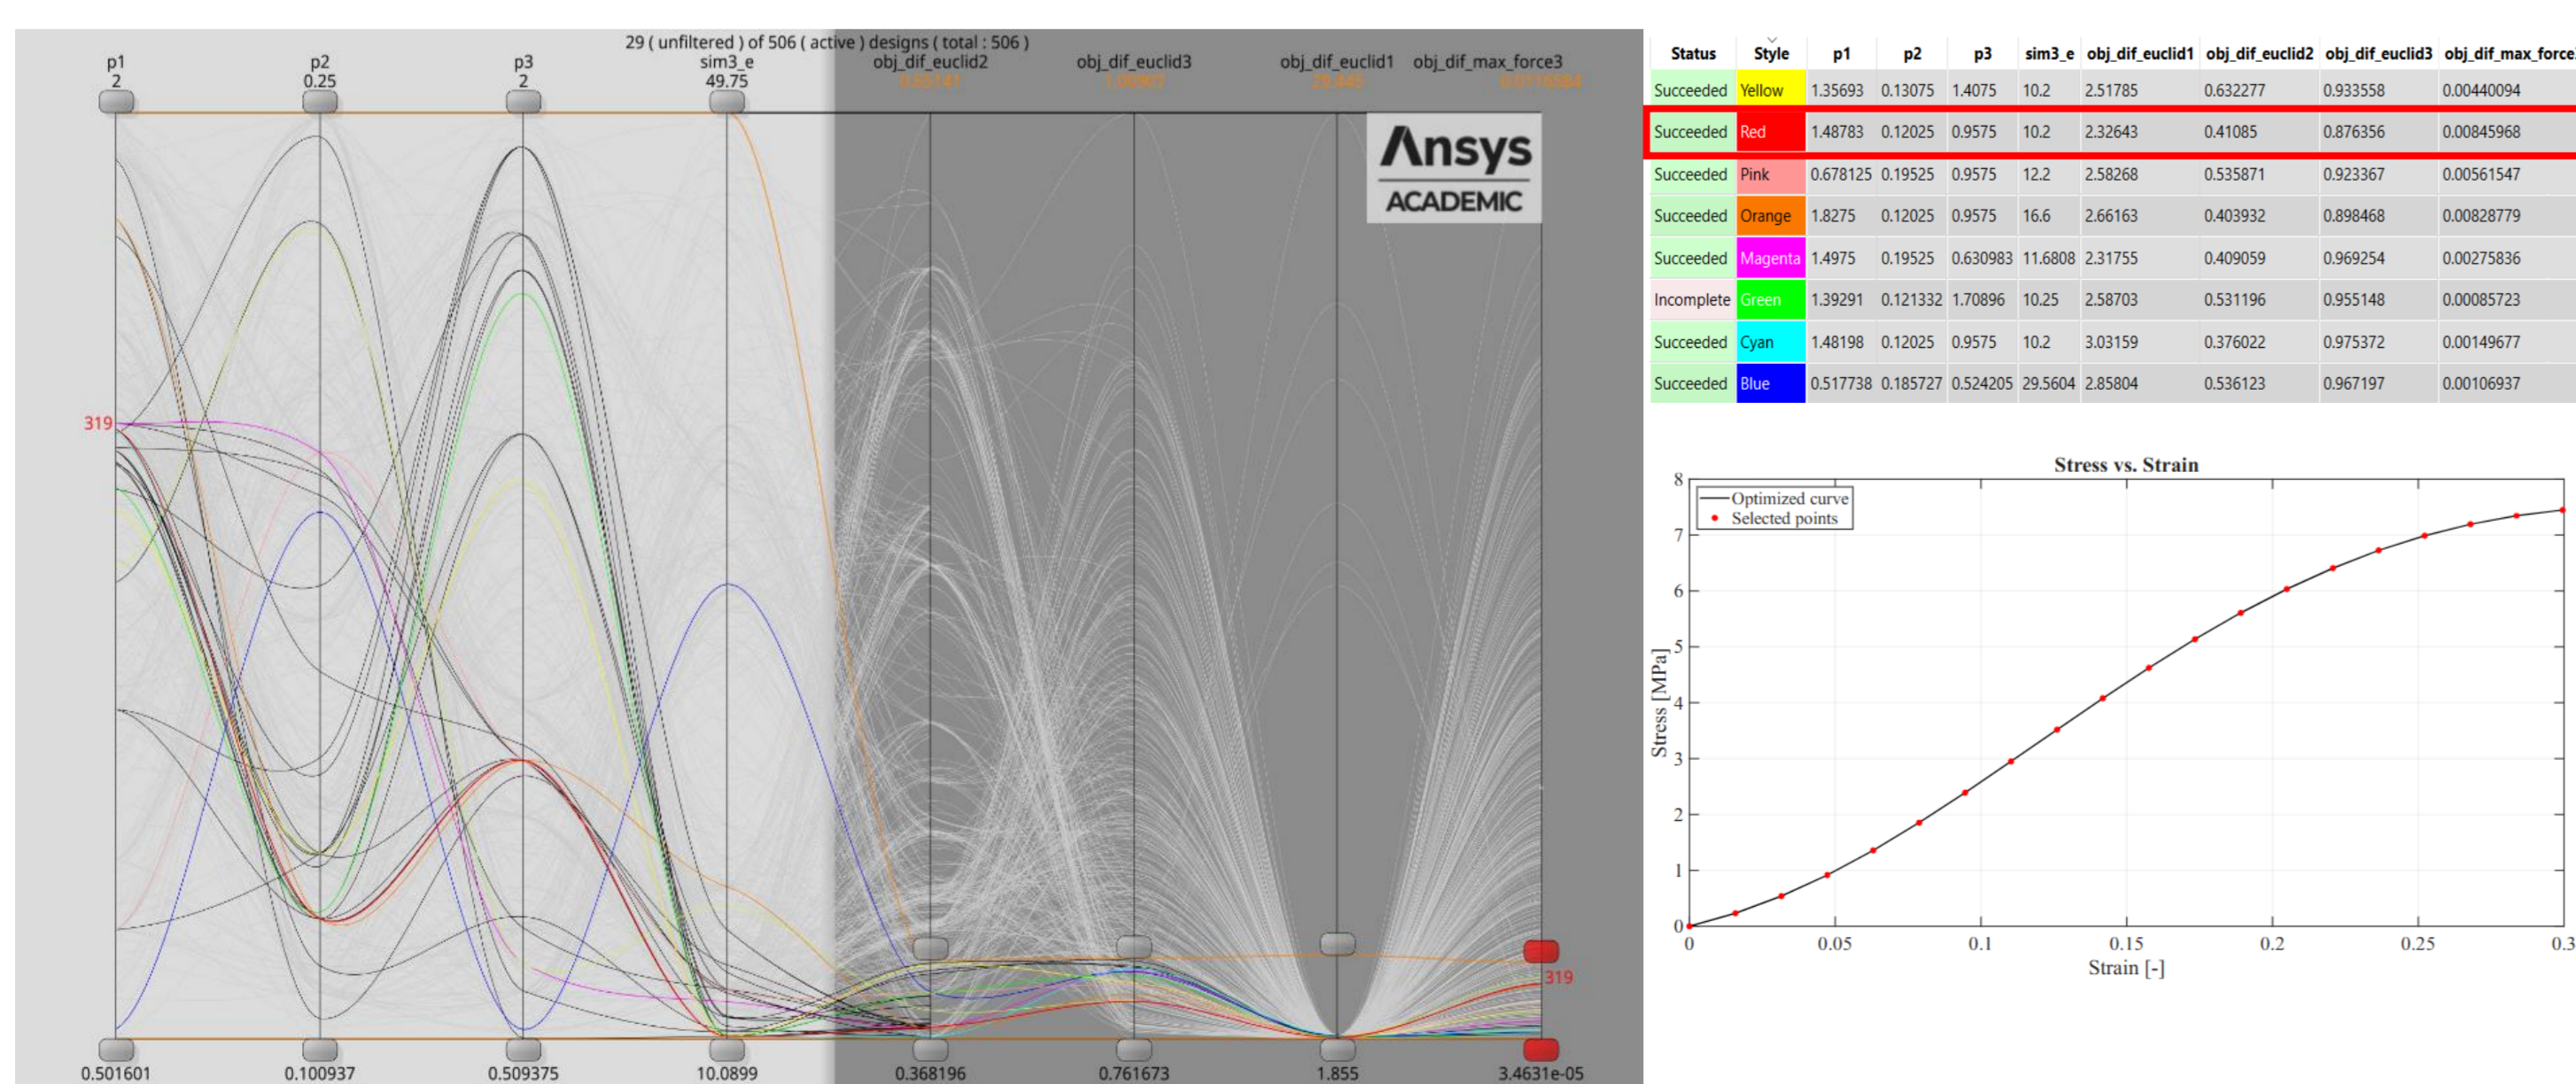 29 ( unfiltered ) of 506 ( active ) designs ( total : 506 )
p1 p2 p3 sim3_e obj_dif_euclid2 obj_dif_euclid3 obj_dif_euclid1 obj_dif_max_force3
2 0.25 2 49.75
Ansys
ACADEMIC
319
319
0.501601 0.100937 0.509375 10.0899 0.368196 0.761673 1.855 3.4631e-05
Status Style p1 p2 p3 sim3_e obj_dif_euclid1 obj_dif_euclid2 obj_dif_euclid3 obj_dif_max_force
Succeeded Yellow 1.35693 0.13075 1.4075 10.2 2.51785 0.632277 0.933558 0.00440094
Succeeded Red 1.48783 0.12025 0.9575 10.2 2.32643 0.41085 0.876356 0.00845968
Succeeded Pink 0.678125 0.19525 0.9575 12.2 2.58268 0.535871 0.923367 0.00561547
Succeeded Orange 1.8275 0.12025 0.9575 16.6 2.66163 0.403932 0.898468 0.00828779
Succeeded Magenta 1.4975 0.19525 0.630983 11.6808 2.31755 0.409059 0.969254 0.00275836
Incomplete Green 1.39291 0.121332 1.70896 10.25 2.58703 0.531196 0.955148 0.00085723
Succeeded Cyan 1.48198 0.12025 0.9575 10.2 3.03159 0.376022 0.975372 0.00149677
Succeeded Blue 0.517738 0.185727 0.524205 29.5604 2.85804 0.536123 0.967197 0.00106937
Stress vs. Strain
Optimized curve
Selected points
8
7
6
5
4
3
2
1
0
Stress [MPa]
0 0.05 0.1 0.15 0.2 0.25 0.3
Strain [-]